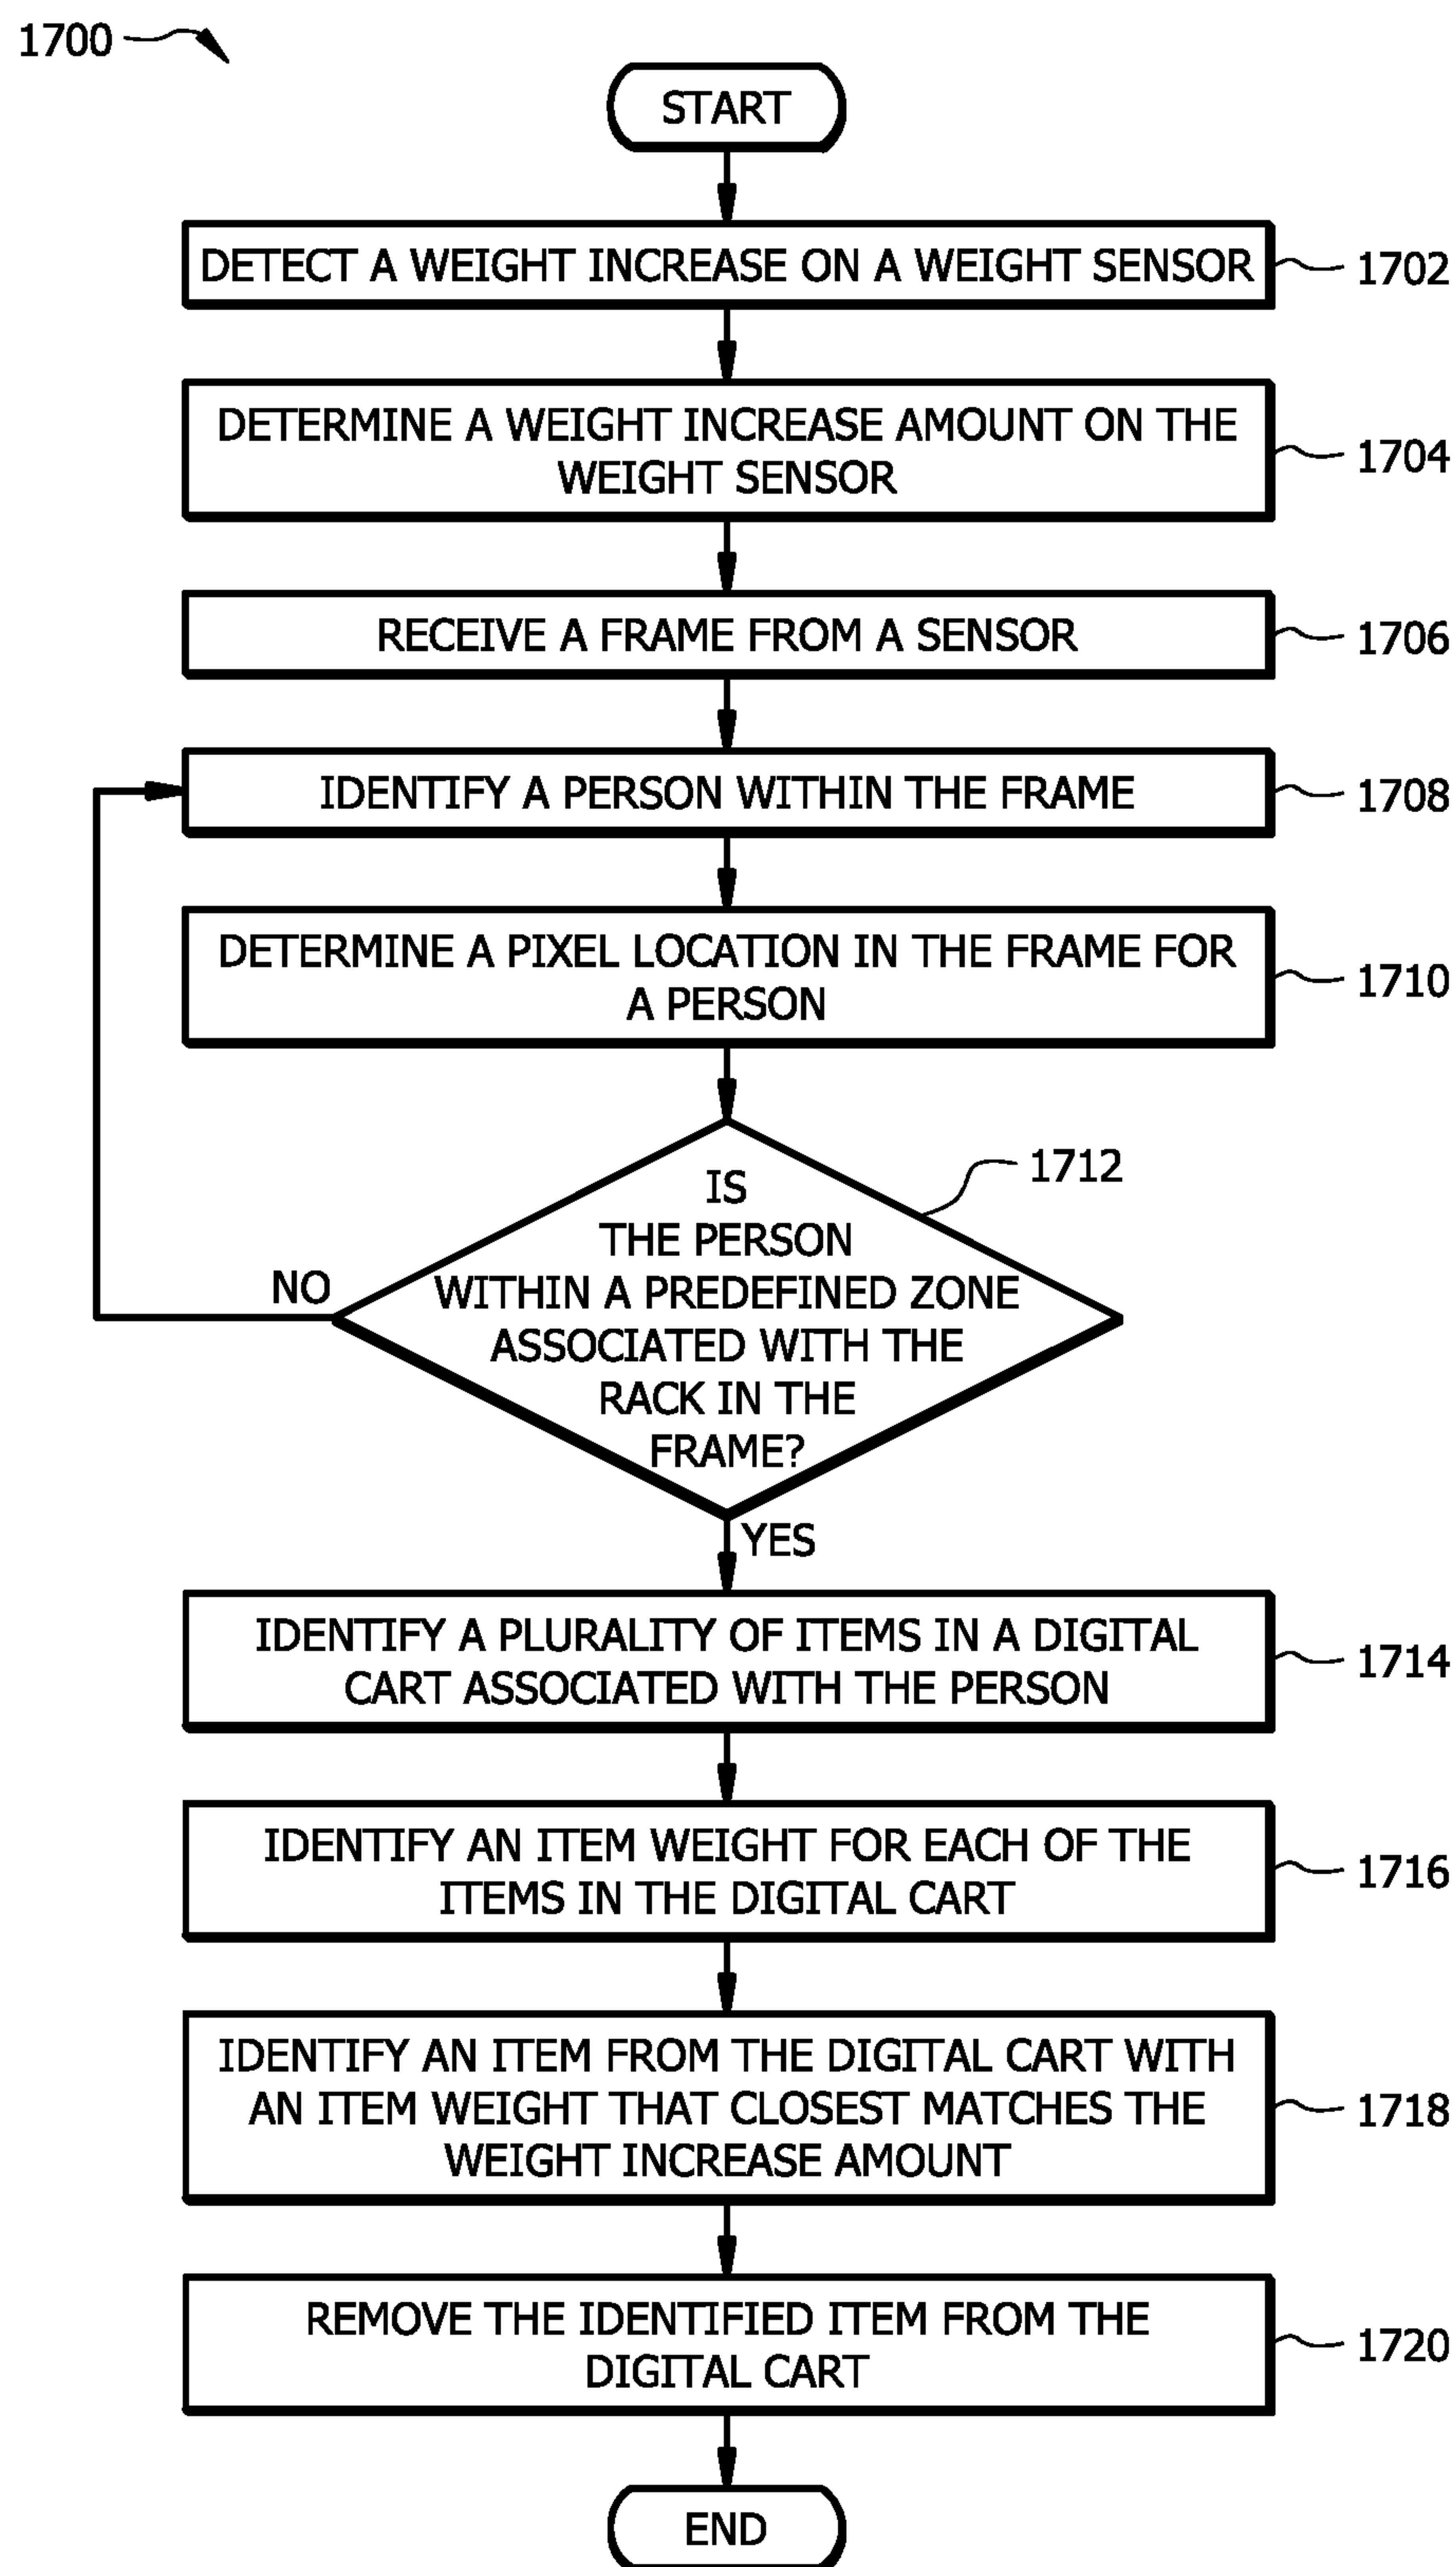 1700
START
DETECT A WEIGHT INCREASE ON A WEIGHT SENSOR
1702
DETERMINE A WEIGHT INCREASE AMOUNT ON THE
WEIGHT SENSOR
1704
RECEIVE A FRAME FROM A SENSOR
1706
IDENTIFY A PERSON WITHIN THE FRAME
1708
DETERMINE A PIXEL LOCATION IN THE FRAME FOR
A PERSON
1710
1712
IS
THE PERSON
WITHIN A PREDEFINED ZONE
ASSOCIATED WITH THE
RACK IN THE
FRAME?
NO
YES
IDENTIFY A PLURALITY OF ITEMS IN A DIGITAL
CART ASSOCIATED WITH THE PERSON
1714
IDENTIFY AN ITEM WEIGHT FOR EACH OF THE
ITEMS IN THE DIGITAL CART
1716
IDENTIFY AN ITEM FROM THE DIGITAL CART WITH
AN ITEM WEIGHT THAT CLOSEST MATCHES THE
WEIGHT INCREASE AMOUNT
1718
REMOVE THE IDENTIFIED ITEM FROM THE
DIGITAL CART
1720
END